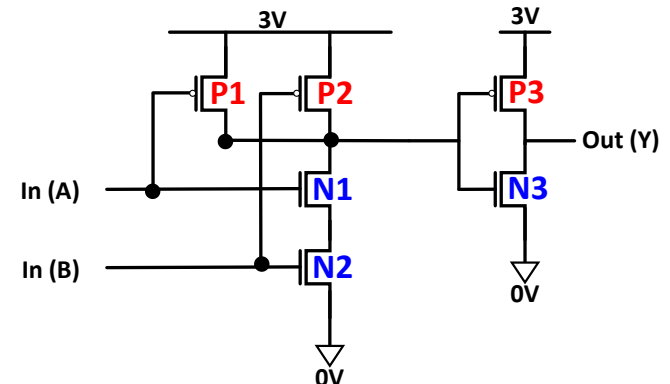 3V 3V
P1 P2 P3
Out (Y)
In (A) N1 N3
In (B) N2
0V
0V